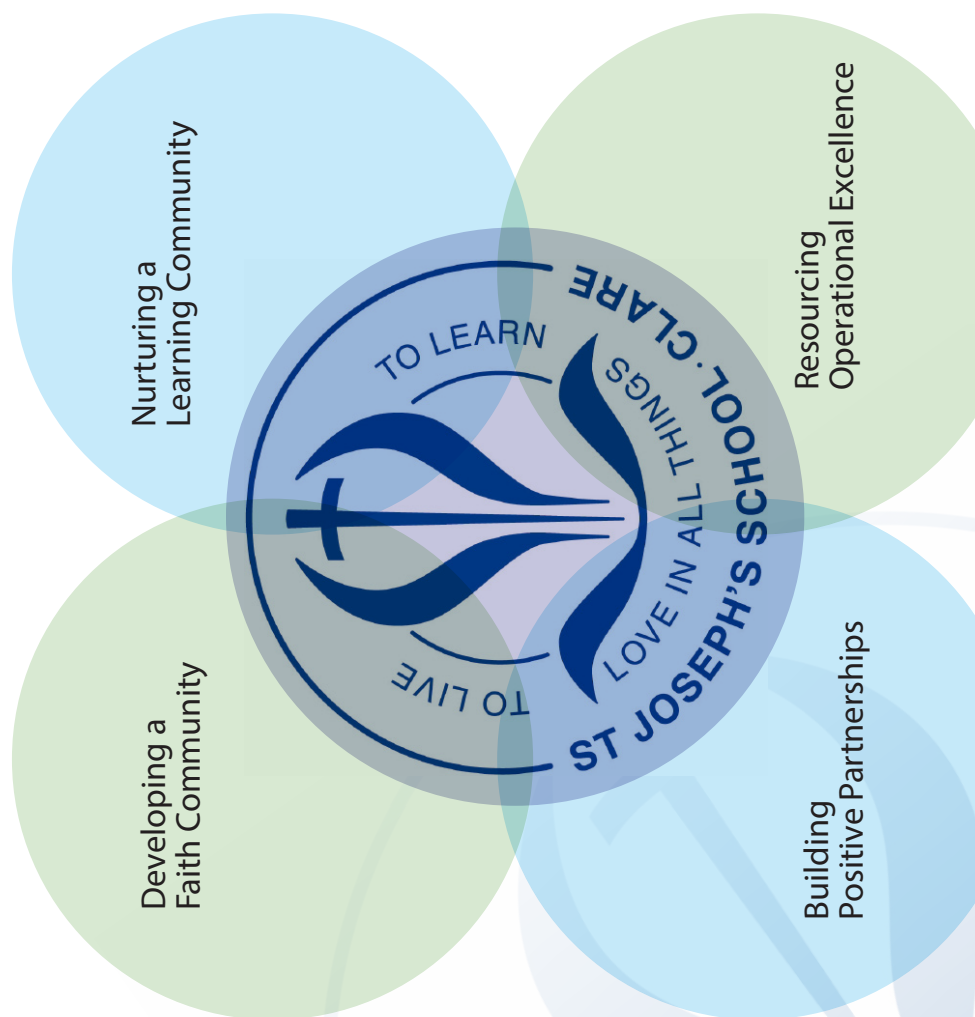 Developing a
Faith Community
Nurturing a
Learning Community
TO LIVE
TO LEARN
LOVE IN ALL THINGS
ST JOSEPH'S SCHOOL · CLARE
Building
Positive Partnerships
Resourcing
Operational Excellence